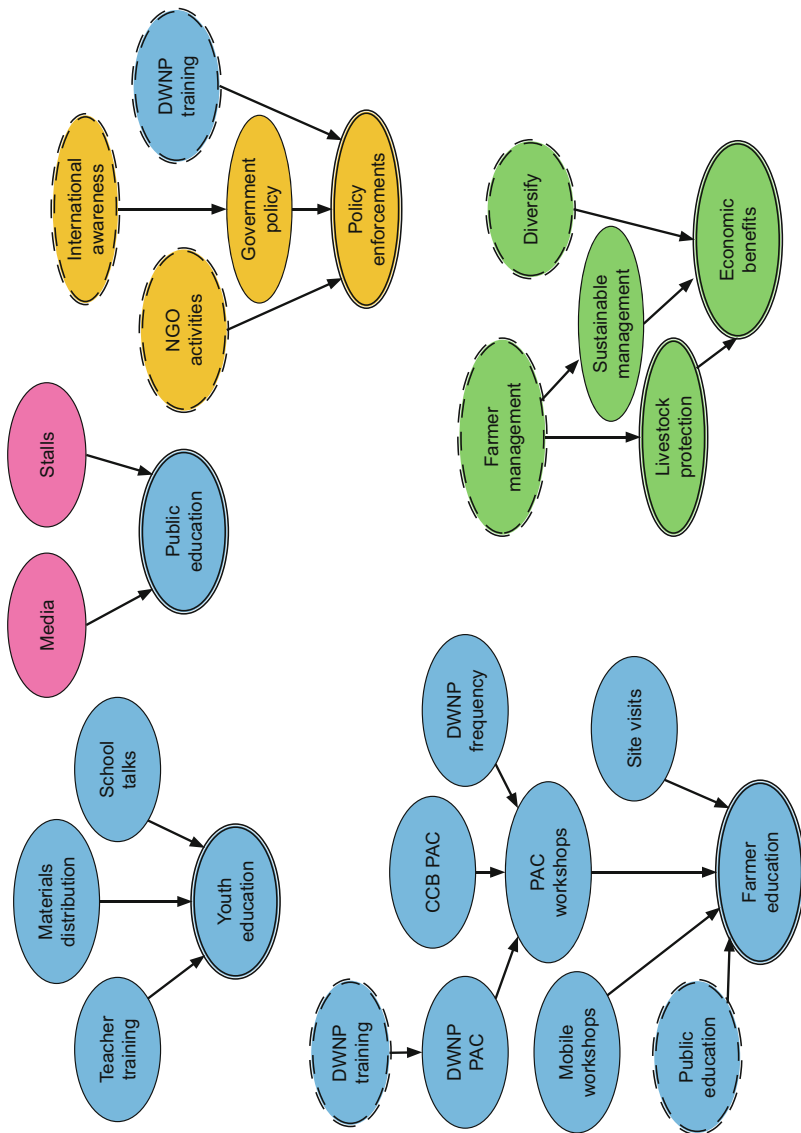 Teacher
training
Materials
distribution
School
talks
Youth
education
Media
Stalls
Public
education
NGO
activities
International
awareness
DWNP
training
Government
policy
Policy
enforcements
DWNP
training
DWNP
PAC
CCB PAC
DWNP
frequency
PAC
workshops
Mobile
workshops
Public
education
Site visits
Farmer
education
Farmer
management
Diversify
Sustainable
management
Livestock
protection
Economic
benefits